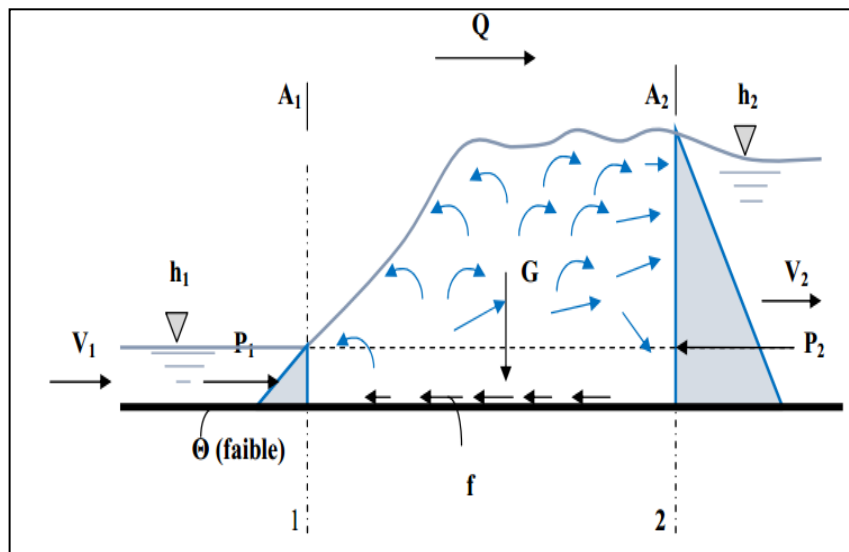 Q
A₁ A₂ h₂
h₁ G V₂
V₁ P₁ P₂
Θ (faible) f
1 2